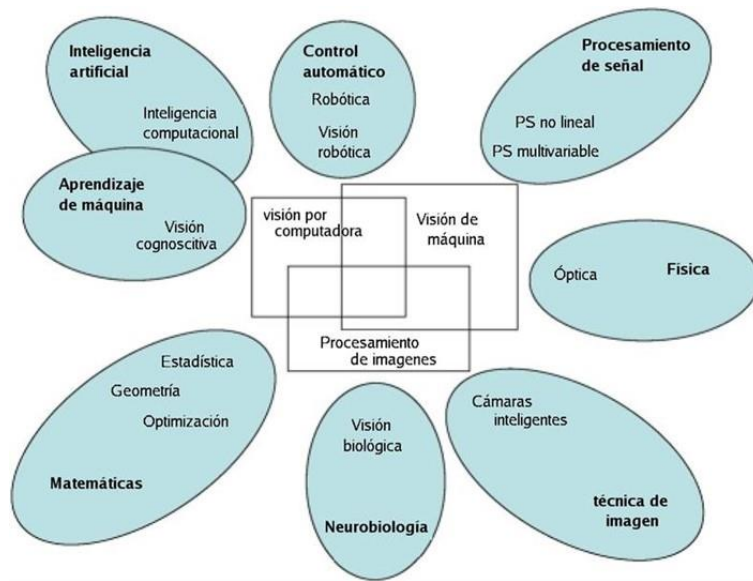 Inteligencia
artificial
Inteligencia
computacional
Control
automático
Robótica
Visión
robótica
Procesamiento
de señal
PS no lineal
PS multivariable
Aprendizaje
de máquina
Visión
cognoscitiva
visión por
computadora
Visión de
máquina
Procesamiento
de imagenes
Óptica
Física
Estadística
Geometría
Optimización
Matemáticas
Visión
biológica
Neurobiología
Cámaras
inteligentes
técnica de
imagen